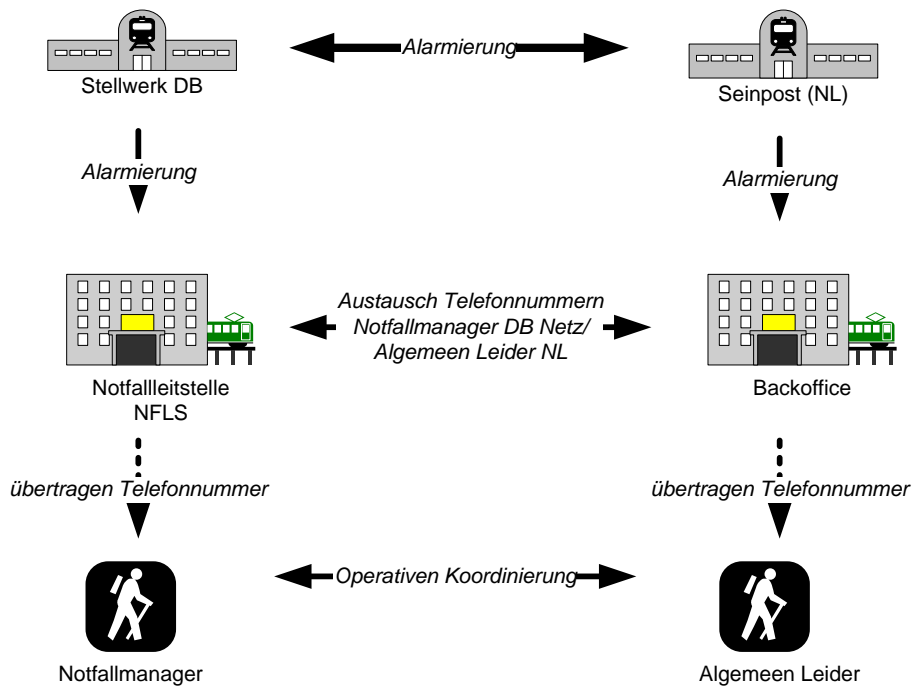 Alarmierung
Stellwerk DB
Seinpost (NL)
Alarmierung
Alarmierung
Austausch Telefonnummern
Notfallmanager DB Netz/
Algemeen Leider NL
Notfallleitstelle
NFLS
Backoffice
übertragen Telefonnummer
übertragen Telefonnummer
Operativen Koordinierung
Notfallmanager
Algemeen Leider